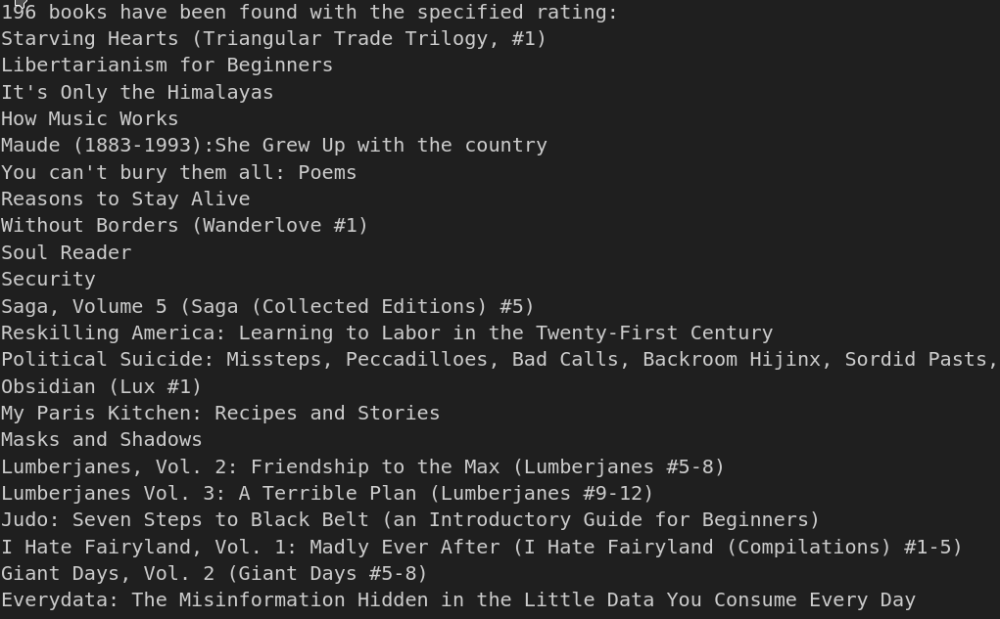 196 books have been found with the specified rating:
Starving Hearts (Triangular Trade Trilogy, #1)
Libertarianism for Beginners
It's Only the Himalayas
How Music Works
Maude (1883-1993):She Grew Up with the country
You can't bury them all: Poems
Reasons to Stay Alive
Without Borders (Wanderlove #1)
Soul Reader
Security
Saga, Volume 5 (Saga (Collected Editions) #5)
Reskilling America: Learning to Labor in the Twenty-First Century
Political Suicide: Missteps, Peccadilloes, Bad Calls, Backroom Hijinx, Sordid Pasts,
Obsidian (Lux #1)
My Paris Kitchen: Recipes and Stories
Masks and Shadows
Lumberjanes, Vol. 2: Friendship to the Max (Lumberjanes #5-8)
Lumberjanes Vol. 3: A Terrible Plan (Lumberjanes #9-12)
Judo: Seven Steps to Black Belt (an Introductory Guide for Beginners)
I Hate Fairyland, Vol. 1: Madly Ever After (I Hate Fairyland (Compilations) #1-5)
Giant Days, Vol. 2 (Giant Days #5-8)
Everydata: The Misinformation Hidden in the Little Data You Consume Every Day